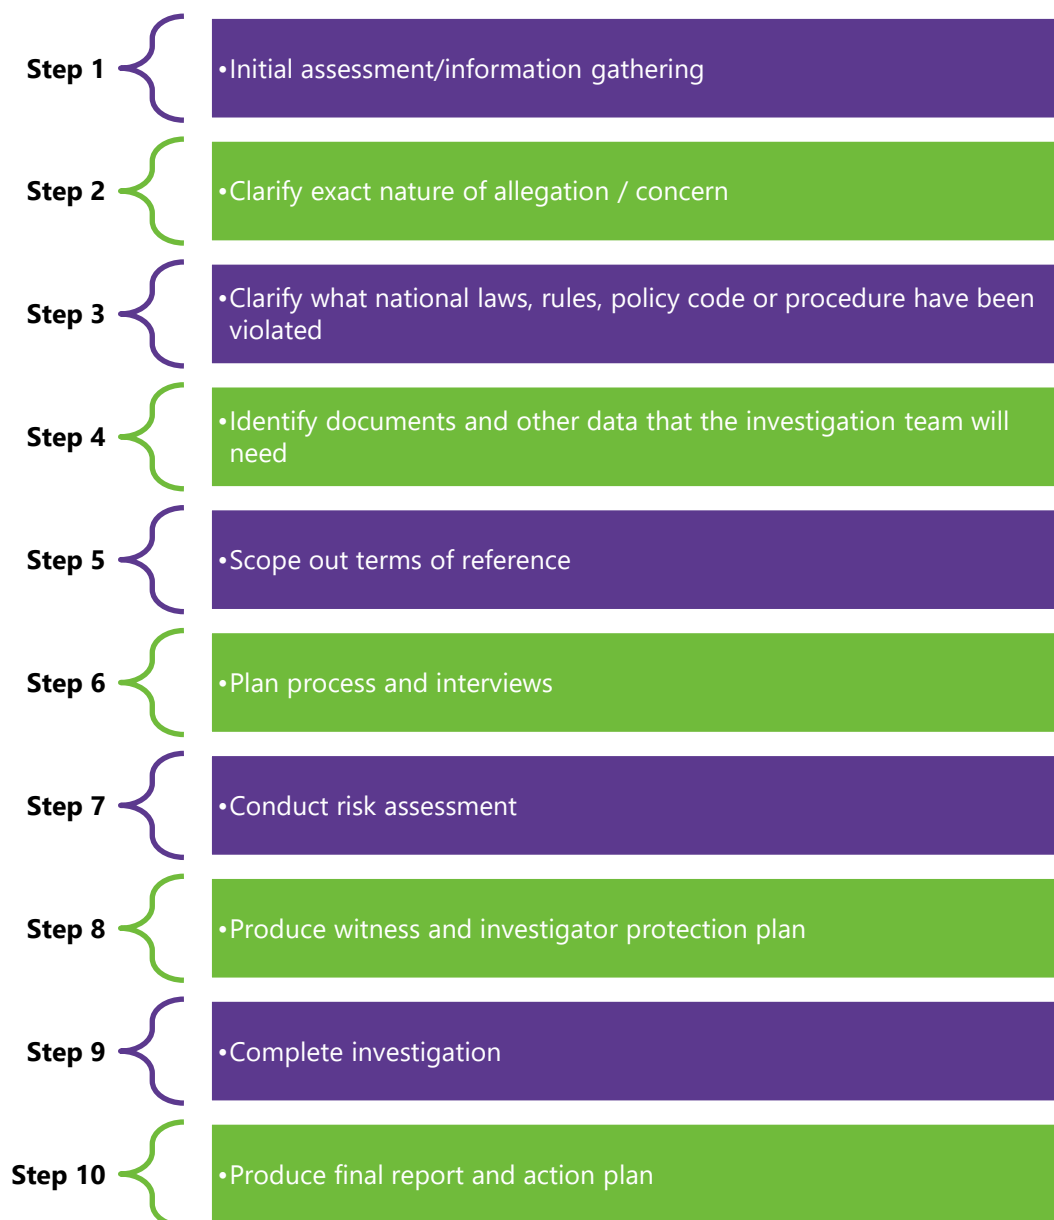 Step 1
•Initial assessment/information gathering
Step 2
•Clarify exact nature of allegation / concern
Step 3
•Clarify what national laws, rules, policy code or procedure have been
violated
Step 4
•Identify documents and other data that the investigation team will
need
Step 5
•Scope out terms of reference
Step 6
•Plan process and interviews
Step 7
•Conduct risk assessment
Step 8
•Produce witness and investigator protection plan
Step 9
•Complete investigation
Step 10
•Produce final report and action plan